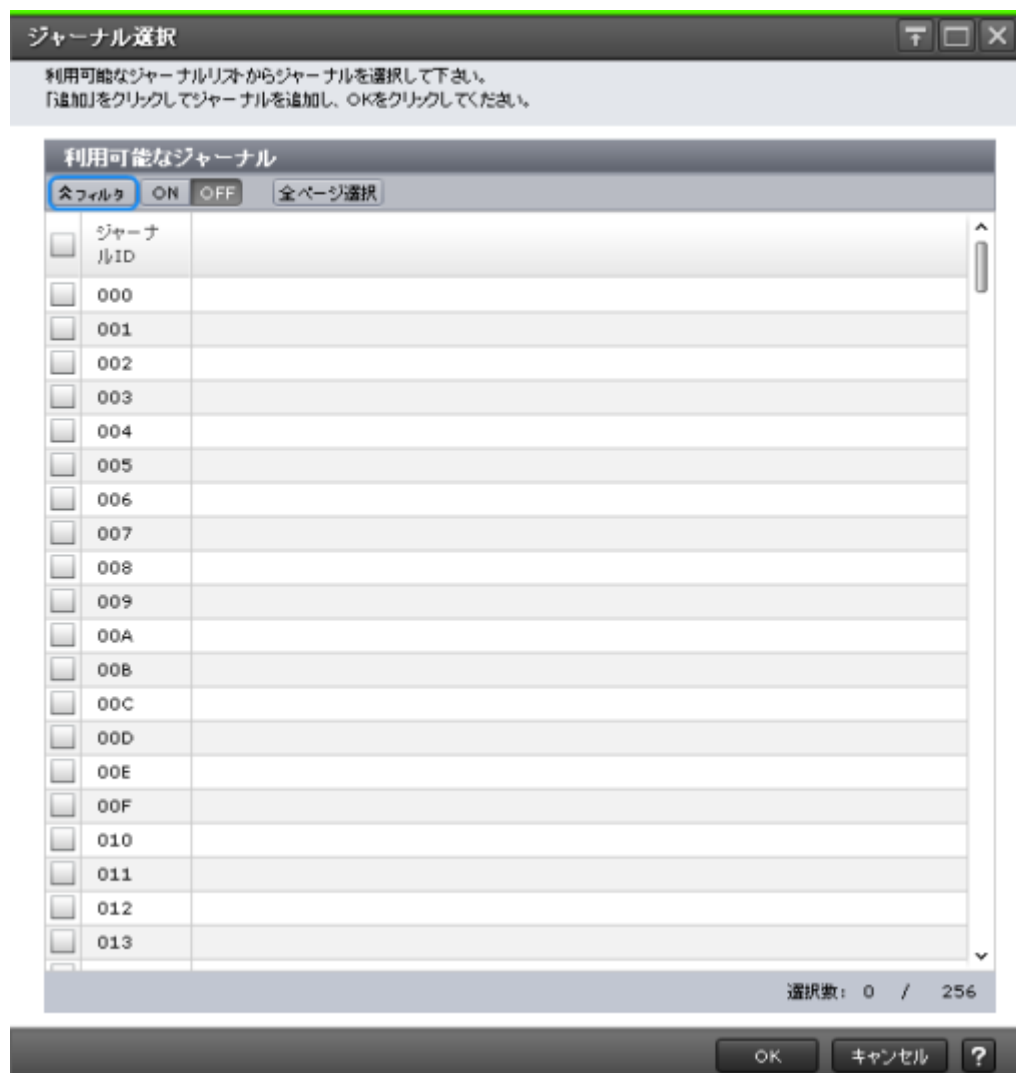 ジャーナル選択
利用可能なジャーナルリストからジャーナルを選択して下さい。
「追加」をクリックしてジャーナルを追加し、OKをクリックしてください。
利用可能なジャーナル
フィルタ ON OFF 全ページ選択
ジャーナ
ルID
000
001
002
003
004
005
006
007
008
009
00A
00B
00C
00D
00E
00F
010
011
012
013
選択数: 0 / 256
OK キャンセル ?